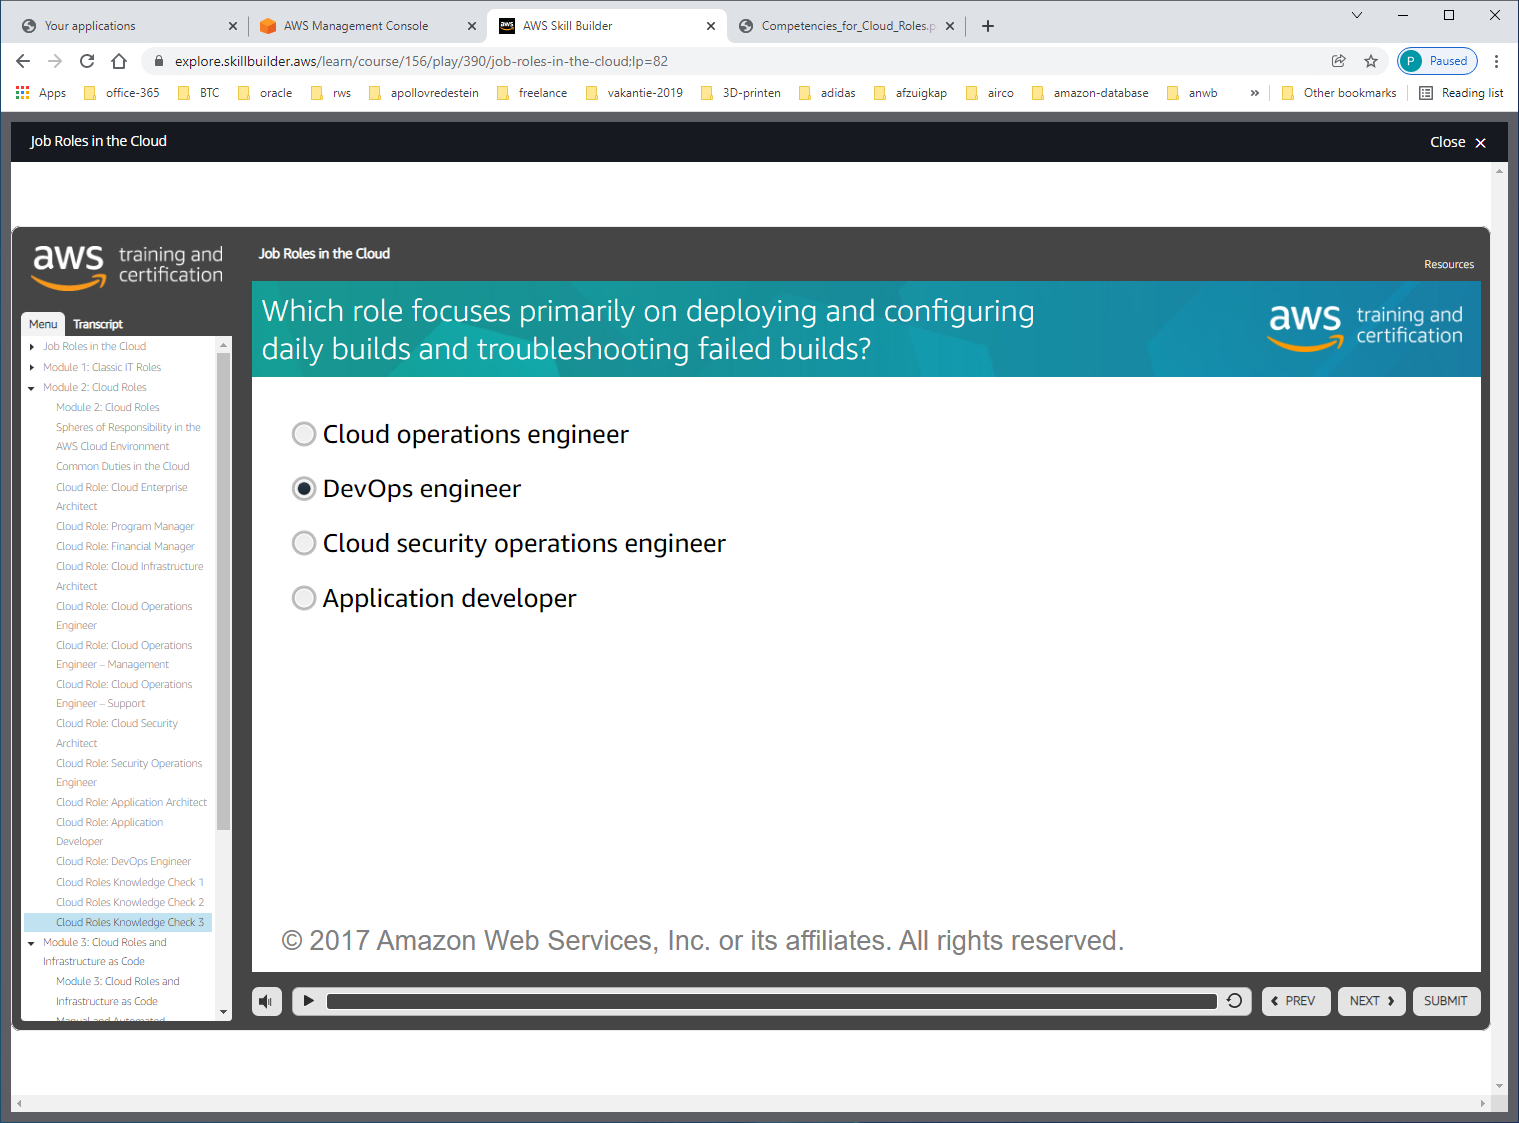 Your applications
AWS Management Console
AWS Skill Builder
Competencies_for_Cloud_Roles.p
explore.skillbuilder.aws/learn/course/156/play/390/job-roles-in-the-cloud;lp=82
P Paused
Apps office-365 BTC oracle rws apollovredestein freelance vakantie-2019 3D-printen adidas afzuigkap airco amazon-database anwb » Other bookmarks Reading list
Job Roles in the Cloud
Close
aws training and certification
Job Roles in the Cloud
Resources
Menu Transcript
Job Roles in the Cloud
Module 1: Classic IT Roles
Module 2: Cloud Roles
Module 2: Cloud Roles
Spheres of Responsibility in the
AWS Cloud Environment
Common Duties in the Cloud
Cloud Role: Cloud Enterprise
Architect
Cloud Role: Program Manager
Cloud Role: Financial Manager
Cloud Role: Cloud Infrastructure
Architect
Cloud Role: Cloud Operations
Engineer
Cloud Role: Cloud Operations
Engineer – Management
Cloud Role: Cloud Operations
Engineer – Support
Cloud Role: Cloud Security
Architect
Cloud Role: Security Operations
Engineer
Cloud Role: Application Architect
Cloud Role: Application
Developer
Cloud Role: DevOps Engineer
Cloud Roles Knowledge Check 1
Cloud Roles Knowledge Check 2
Cloud Roles Knowledge Check 3
Module 3: Cloud Roles and
Infrastructure as Code
Module 3: Cloud Roles and
Infrastructure as Code
Manual and Automated
Which role focuses primarily on deploying and configuring
daily builds and troubleshooting failed builds?
aws training and certification
Cloud operations engineer
DevOps engineer
Cloud security operations engineer
Application developer
© 2017 Amazon Web Services, Inc. or its affiliates. All rights reserved.
PREV NEXT SUBMIT